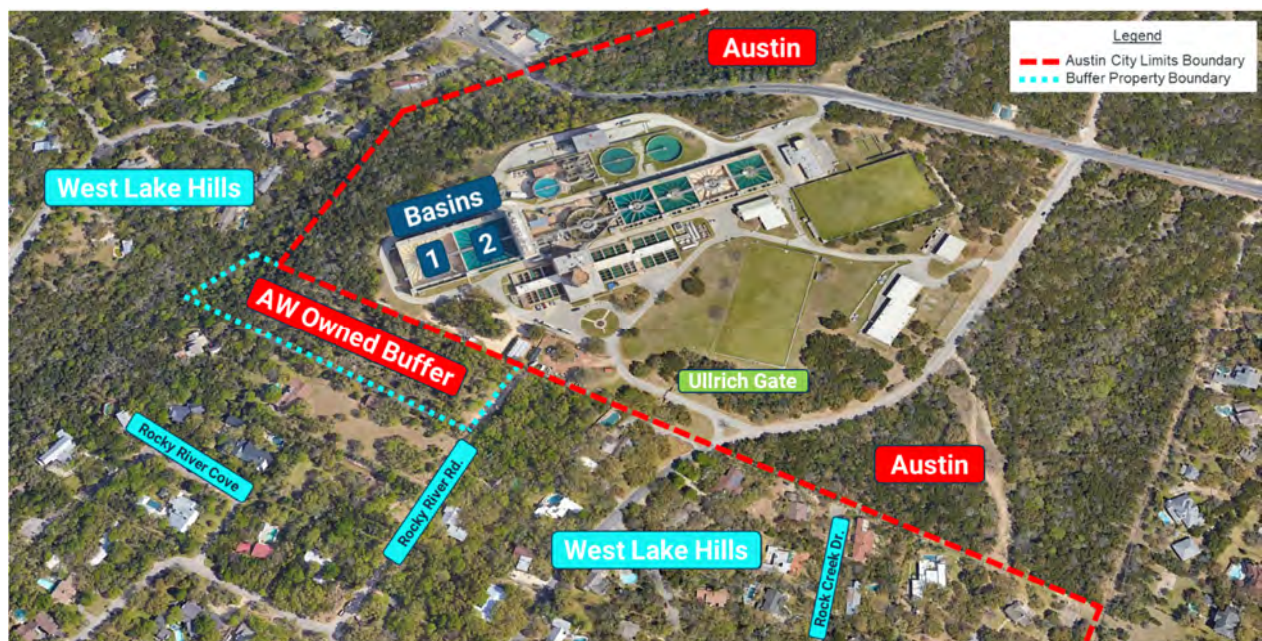 Austin
Legend
Austin City Limits Boundary
Buffer Property Boundary
West Lake Hills
Basins
1
2
AW Owned Buffer
Ullrich Gate
Rocky River Cove
Rocky River Rd.
Austin
West Lake Hills
Rock Creek Dr.